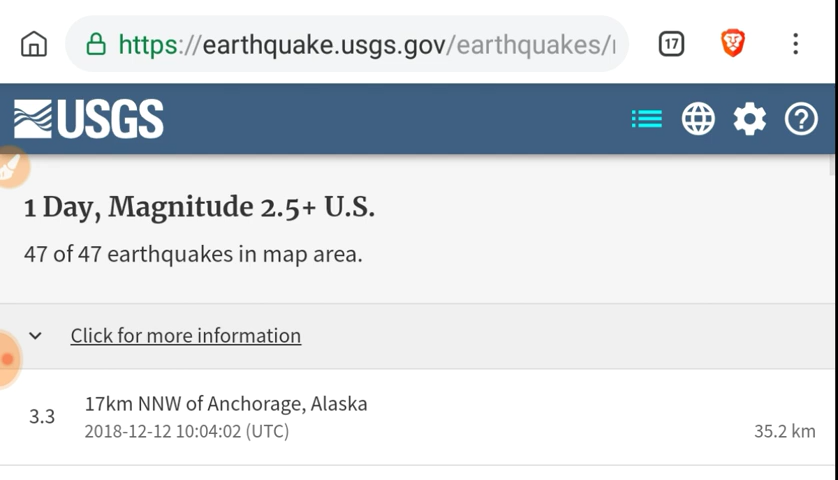 https://earthquake.usgs.gov/earthquakes/
17
USGS
1 Day, Magnitude 2.5+ U.S.
47 of 47 earthquakes in map area.
Click for more information
3.3
17km NNW of Anchorage, Alaska
2018-12-12 10:04:02 (UTC)
35.2 km